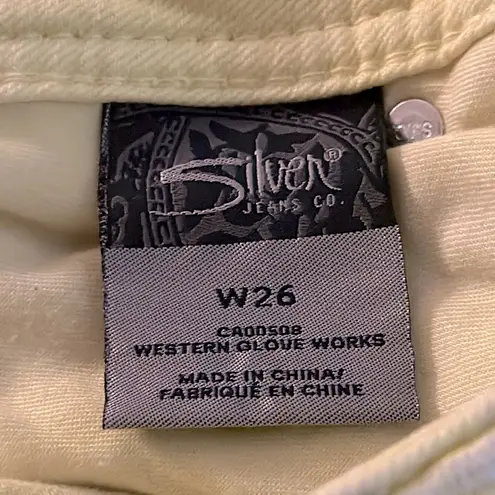 Silver®
JEANS CO.
W26
CA00508
WESTERN GLOVE WORKS
MADE IN CHINA/
FABRIQUÉ EN CHINE